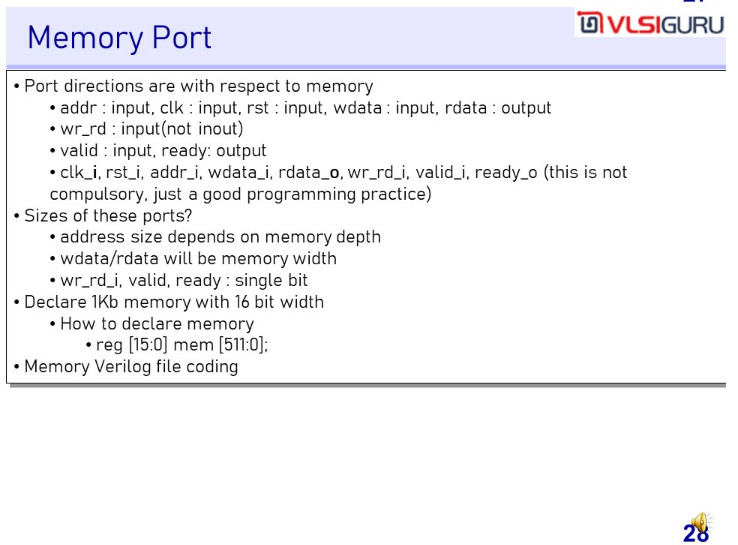 VLSIGURU
Memory Port
• Port directions are with respect to memory
• addr : input, clk : input, rst : input, wdata : input, rdata : output
• wr_rd : input(not inout)
• valid : input, ready: output
• clk_i, rst_i, addr_i, wdata_i, rdata_o, wr_rd_i, valid_i, ready_o (this is not
compulsory, just a good programming practice)
• Sizes of these ports?
• address size depends on memory depth
• wdata/rdata will be memory width
• wr_rd_i, valid, ready : single bit
• Declare 1Kb memory with 16 bit width
• How to declare memory
• reg [15:0] mem [511:0];
• Memory Verilog file coding
28